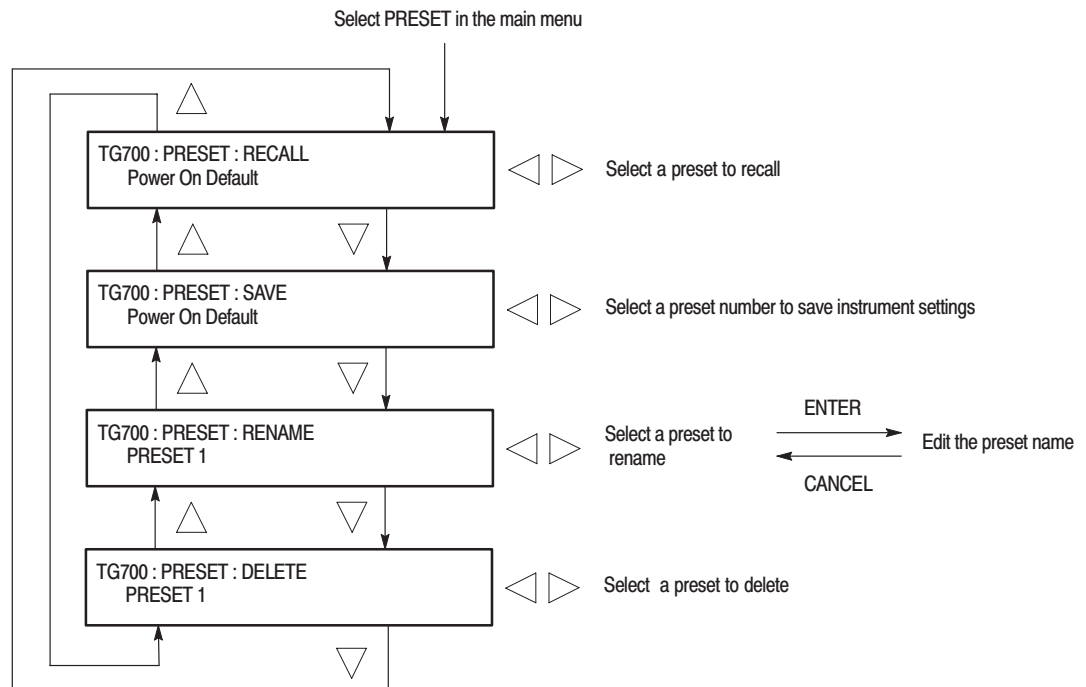 Select PRESET in the main menu
TG700 : PRESET : RECALL
Power On Default
Select a preset to recall
TG700 : PRESET : SAVE
Power On Default
Select a preset number to save instrument settings
TG700 : PRESET : RENAME
PRESET 1
Select a preset to
rename
ENTER
CANCEL
Edit the preset name
TG700 : PRESET : DELETE
PRESET 1
Select a preset to delete